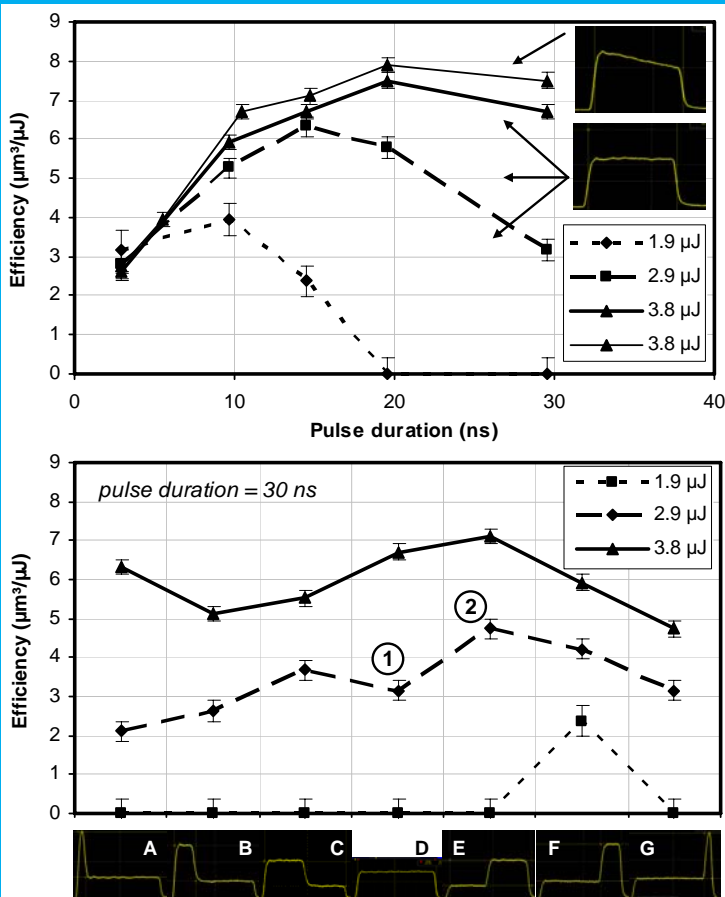 9
8
7
6
5
4
3
2
1
0
Efficiency (µm³/µJ)
0 10 20 30 40
Pulse duration (ns)
1.9 µJ
2.9 µJ
3.8 µJ
3.8 µJ
9
8
7
6
5
4
3
2
1
0
Efficiency (µm³/µJ)
pulse duration = 30 ns
1.9 µJ
2.9 µJ
3.8 µJ
1
2
A B C D E F G